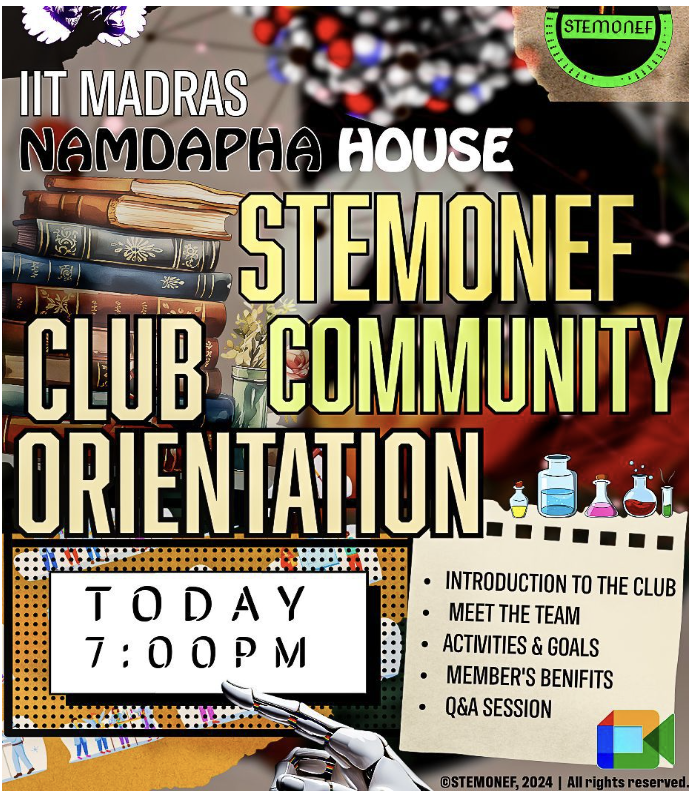 STEMONEF
IIT MADRAS
NAMDAPHA HOUSE
STEMONEF
CLUB COMMUNITY
ORIENTATION
TODAY
7:00PM
• INTRODUCTION TO THE CLUB
• MEET THE TEAM
• ACTIVITIES & GOALS
• MEMBER'S BENIFITS
• Q&A SESSION
©STEMONEF, 2024 | All rights reserved.